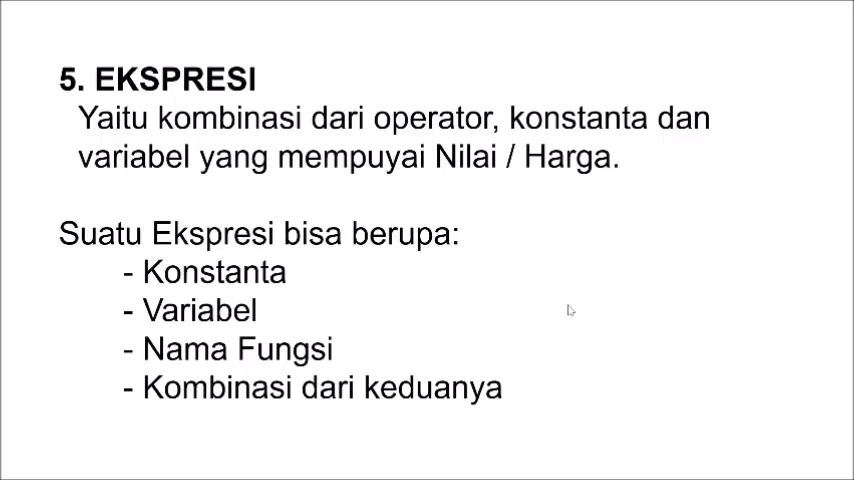 5. EKSPRESI
Yaitu kombinasi dari operator, konstanta dan
variabel yang mempuyai Nilai / Harga.
Suatu Ekspresi bisa berupa:
- Konstanta
- Variabel
- Nama Fungsi
- Kombinasi dari keduanya